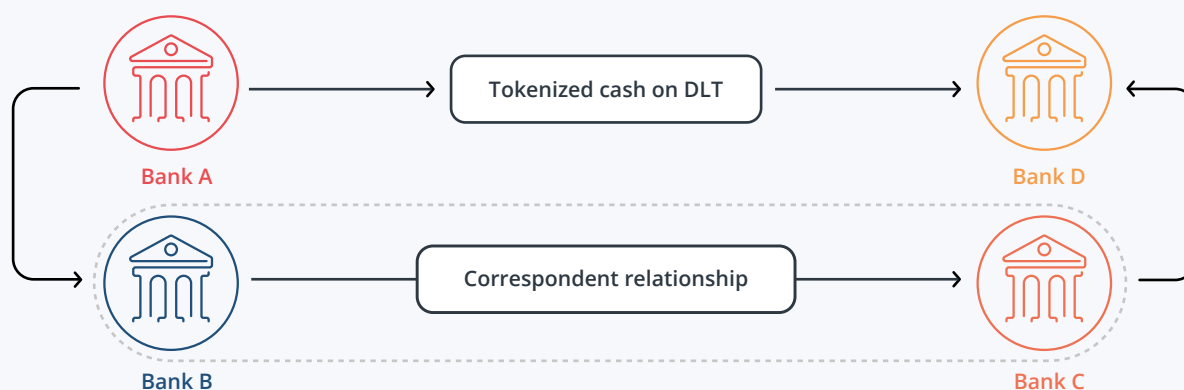 Tokenized cash on DLT
Bank A
Bank D
Correspondent relationship
Bank B
Bank C